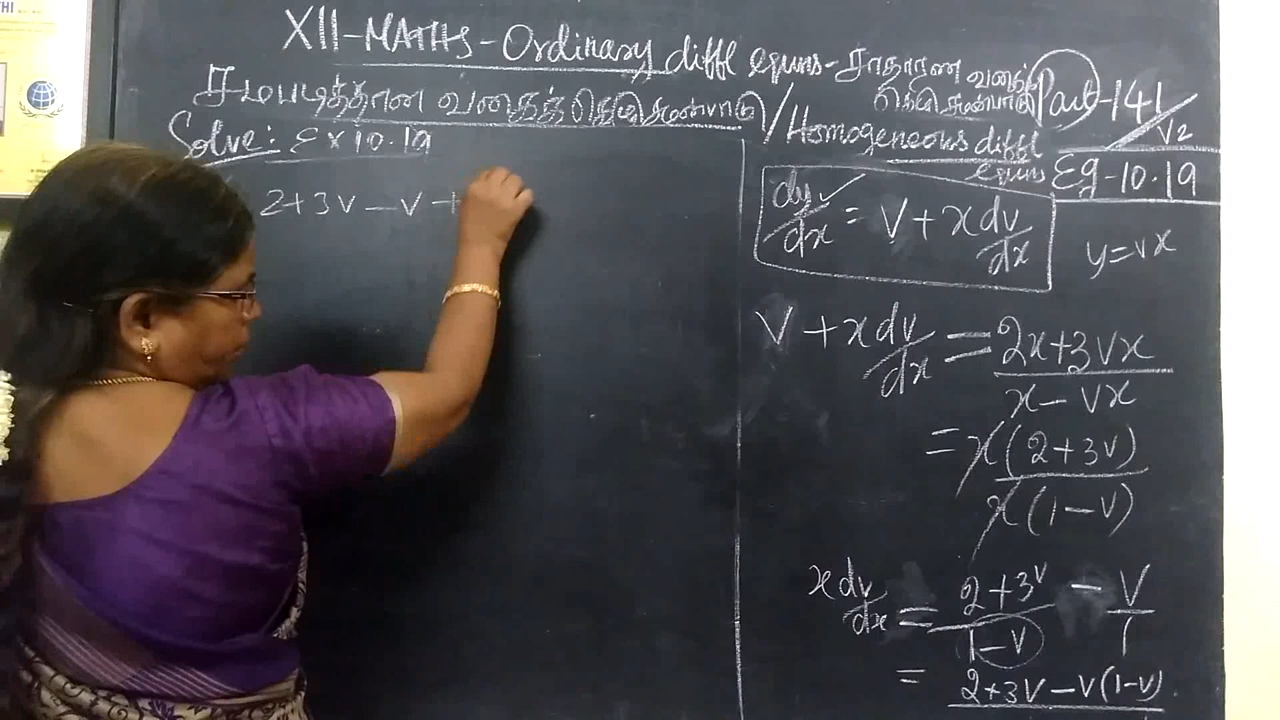 XII-MATHS-Ordinary diffl equns-சாதாரண வகைக்
கெழு சமன்பாடு
Part-141/V2
சமபடித்தான வகைக்கெழுசமன்பாடு/Homogeneous diffl
equns
Eg-10.19
Solve: Ex 10.19
2+3v-v+
dy/dx = v+x dv/dx
y=vx
v+x dv/dx = 2x+3vx/x-vx
= x(2+3v)/x(1-v)
x dv/dx = 2+3v/1-v - v/1
= 2+3v-v(1-v)